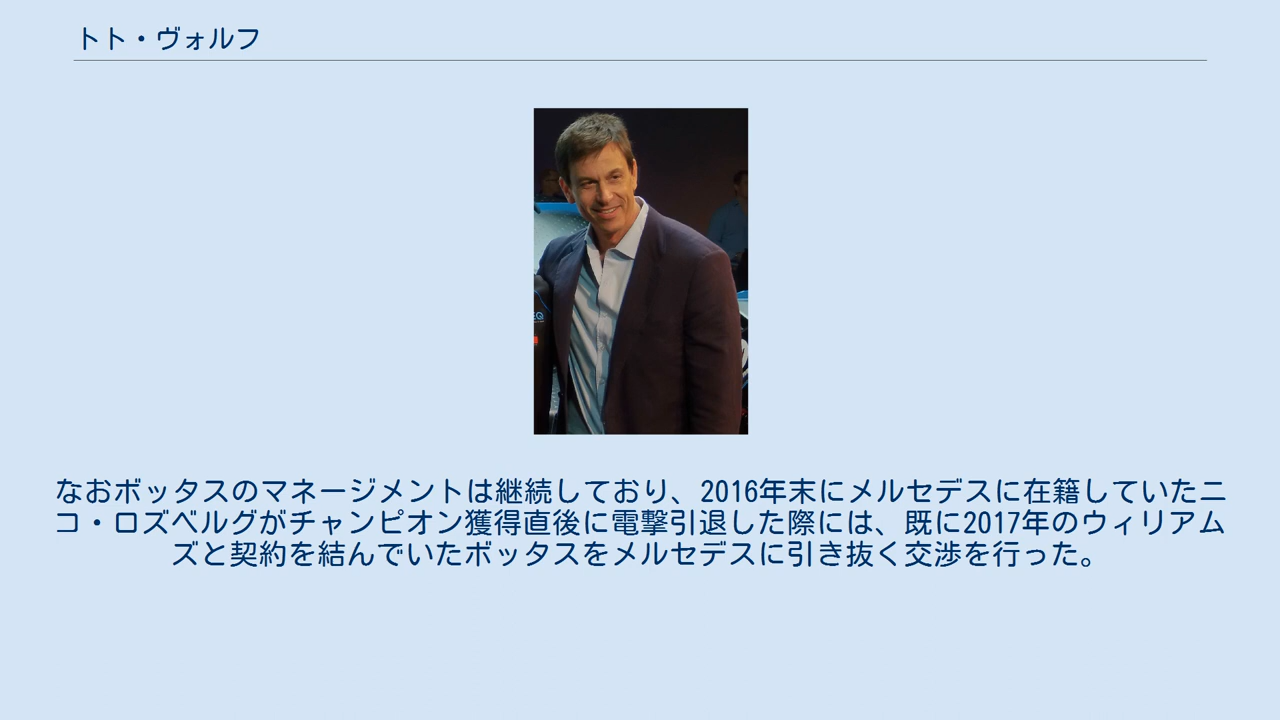 トト・ヴォルフ
なおボッタスのマネージメントは継続しており、2016年末にメルセデスに在籍していたニ
コ・ロズベルグがチャンピオン獲得直後に電撃引退した際には、既に2017年のウィリアム
ズと契約を結んでいたボッタスをメルセデスに引き抜く交渉を行った。